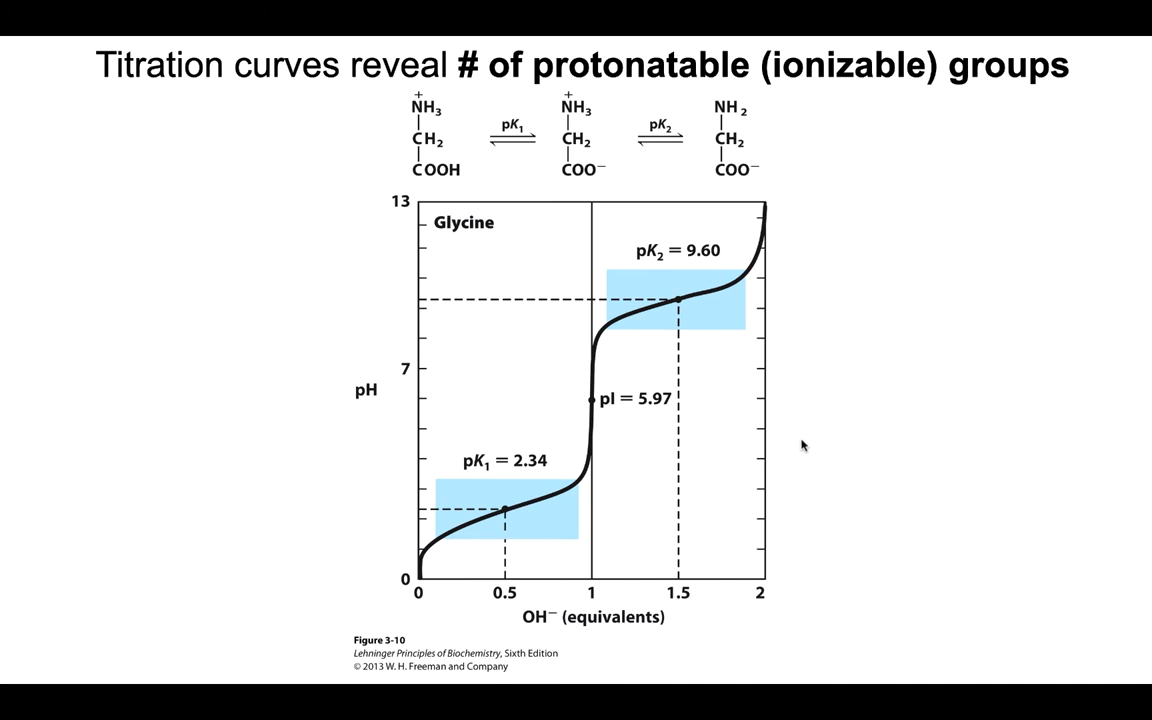 Titration curves reveal # of protonatable (ionizable) groups
+ +
NH₃ NH₃ NH₂
pK₁ pK₂
CH₂ CH₂ CH₂
COOH COO⁻ COO⁻
13
Glycine
pK₂ = 9.60
7
pH
pI = 5.97
pK₁ = 2.34
0
0 0.5 1 1.5 2
OH⁻ (equivalents)
Figure 3-10
Lehninger Principles of Biochemistry, Sixth Edition
© 2013 W. H. Freeman and Company